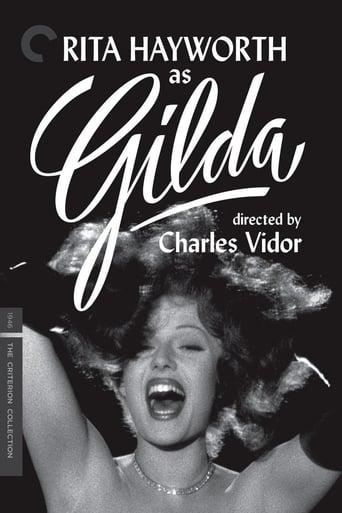 RITA HAYWORTH
as
Gilda
directed by
Charles Vidor
1946
THE CRITERION COLLECTION